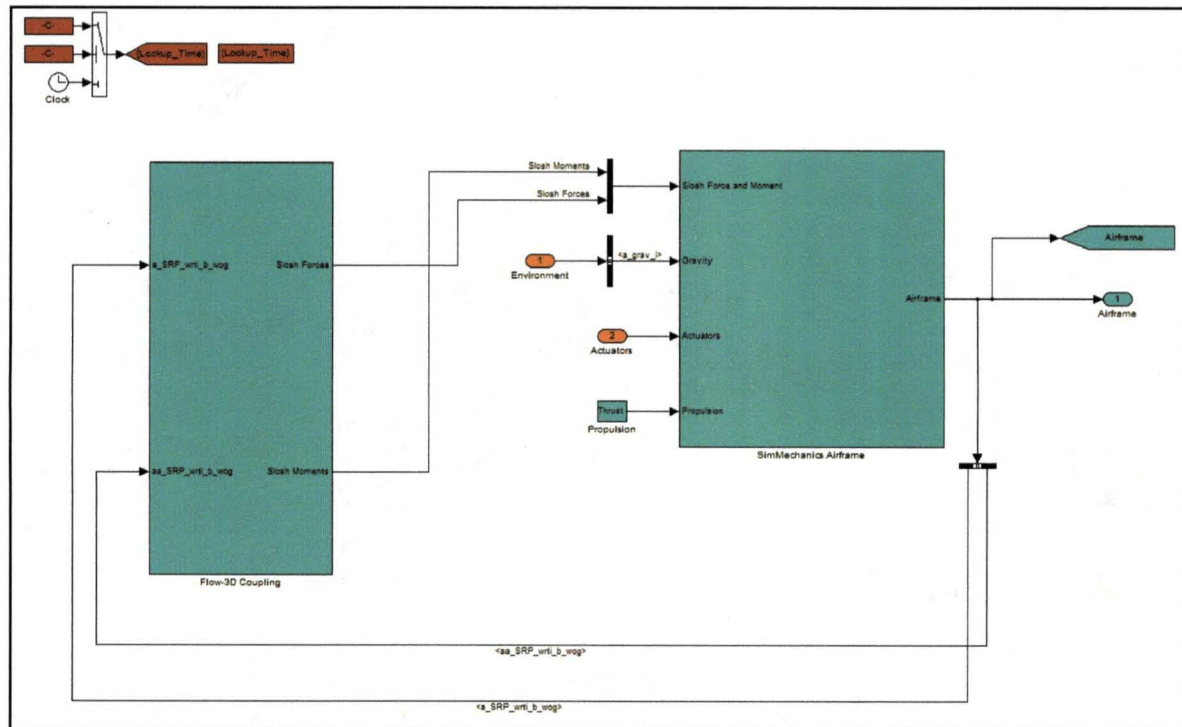 -C-
-C-
{Lookup_Time}
[Lookup_Time]
Clock
Slosh Moments
Slosh Forces
Slosh Force and Moment
a_SRP_wrti_b_wog
Slosh Forces
1
Environment
<a_grav_i>
Gravity
Airframe
Airframe
1
Airframe
2
Actuators
Actuators
Thrust
Propulsion
Propulsion
aa_SRP_wrti_b_wog
Slosh Moments
SimMechanics Airframe
Flow-3D Coupling
<aa_SRP_wrti_b_wog>
<a_SRP_wrti_b_wog>